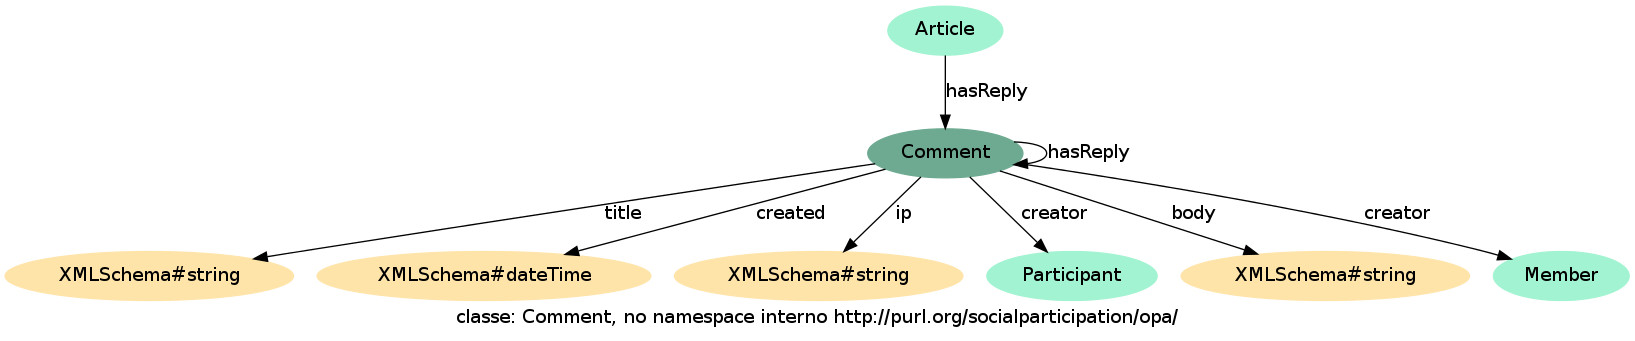 Article
hasReply
Comment
hasReply
title
created
ip
creator
body
creator
XMLSchema#string
XMLSchema#dateTime
XMLSchema#string
Participant
XMLSchema#string
Member
classe: Comment, no namespace interno http://purl.org/socialparticipation/opa/